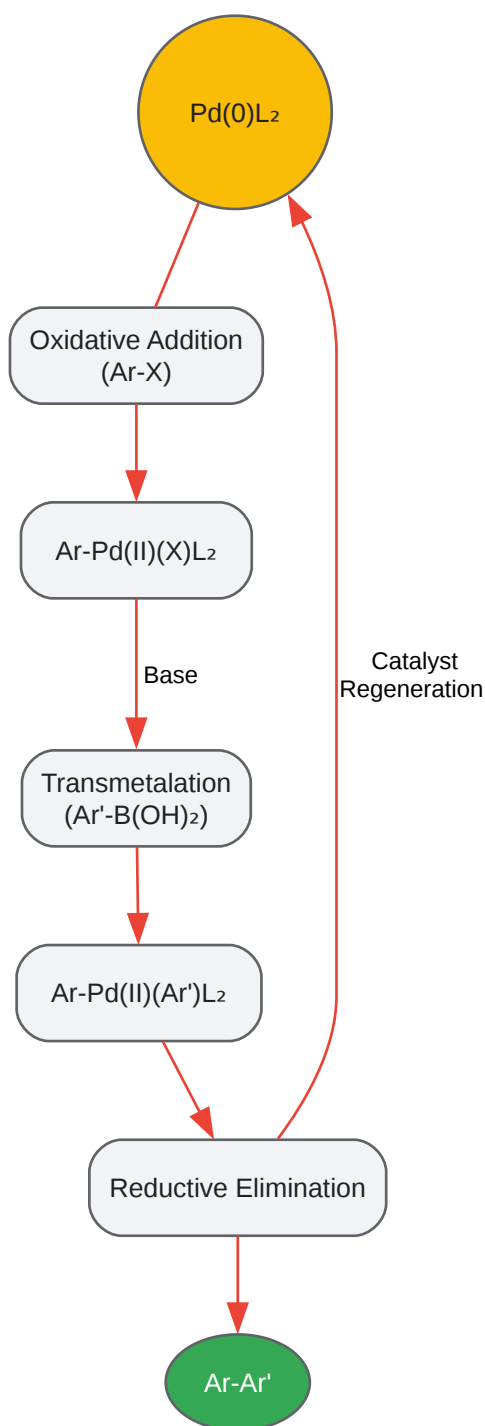 Pd(0)L₂
Oxidative Addition
(Ar-X)
Ar-Pd(II)(X)L₂
Base
Catalyst
Regeneration
Transmetalation
(Ar'-B(OH)₂)
Ar-Pd(II)(Ar')L₂
Reductive Elimination
Ar-Ar'